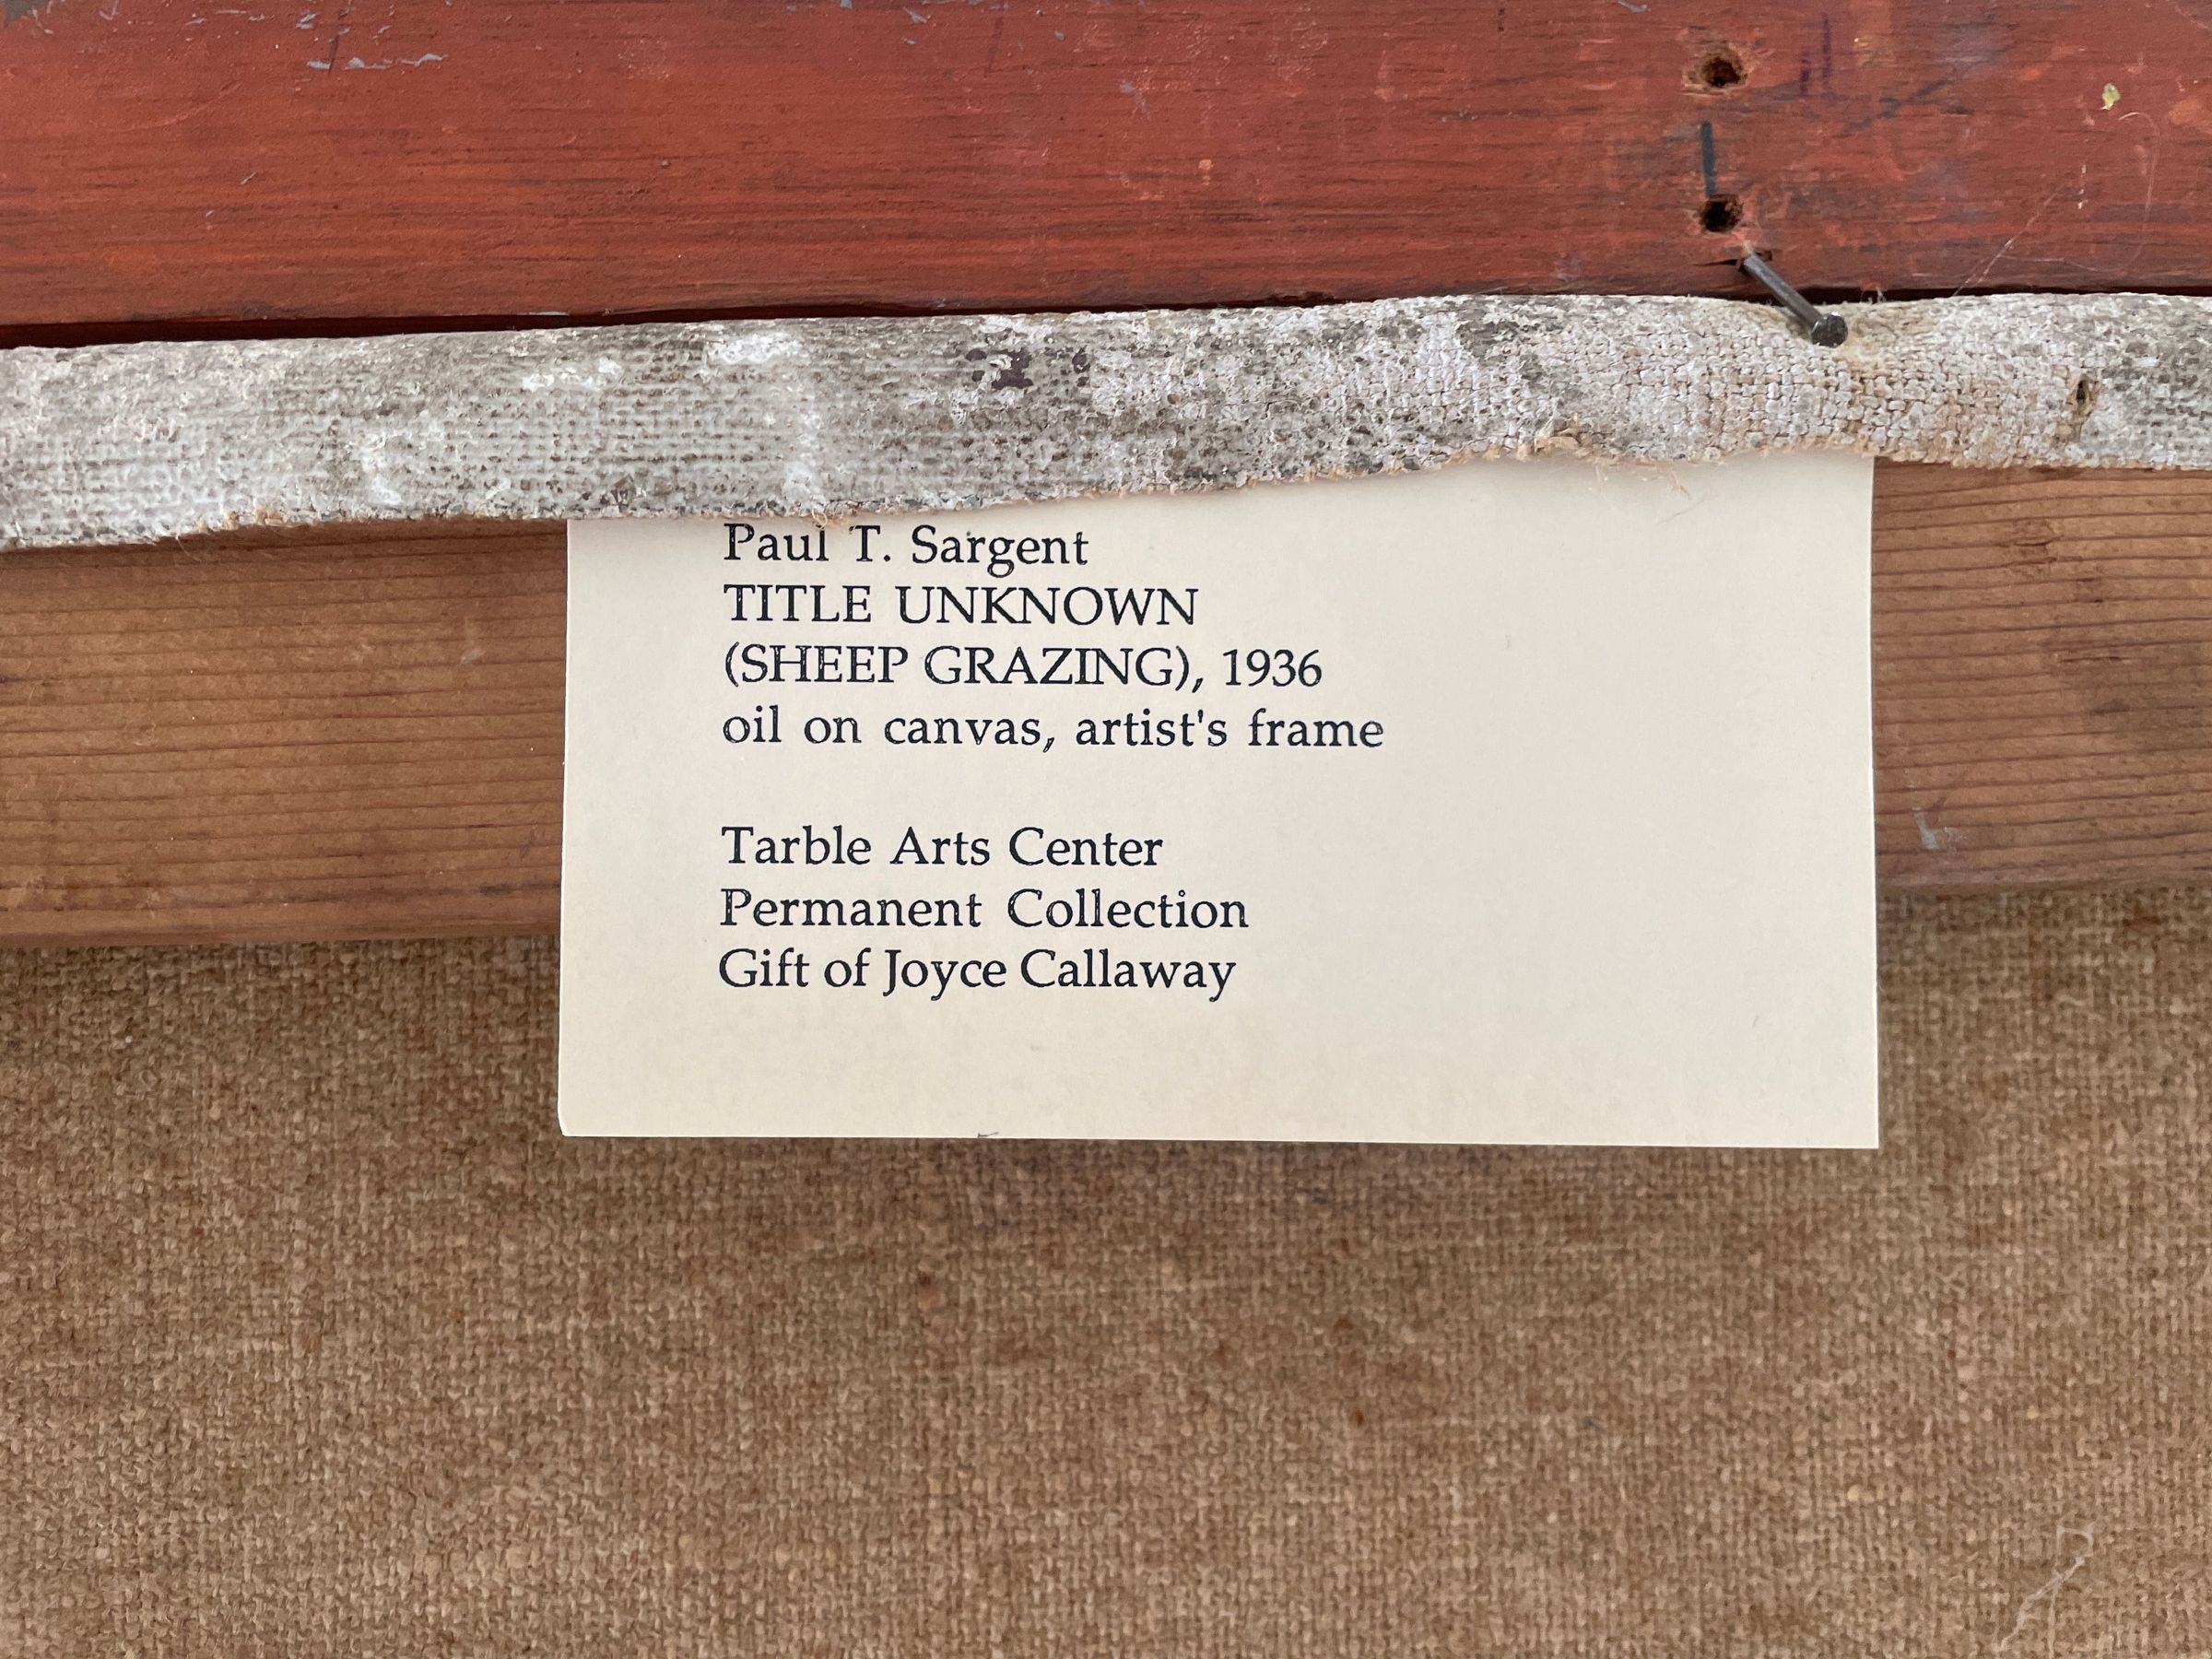 Paul T. Sargent
TITLE UNKNOWN
(SHEEP GRAZING), 1936
oil on canvas, artist's frame
Tarble Arts Center
Permanent Collection
Gift of Joyce Callaway